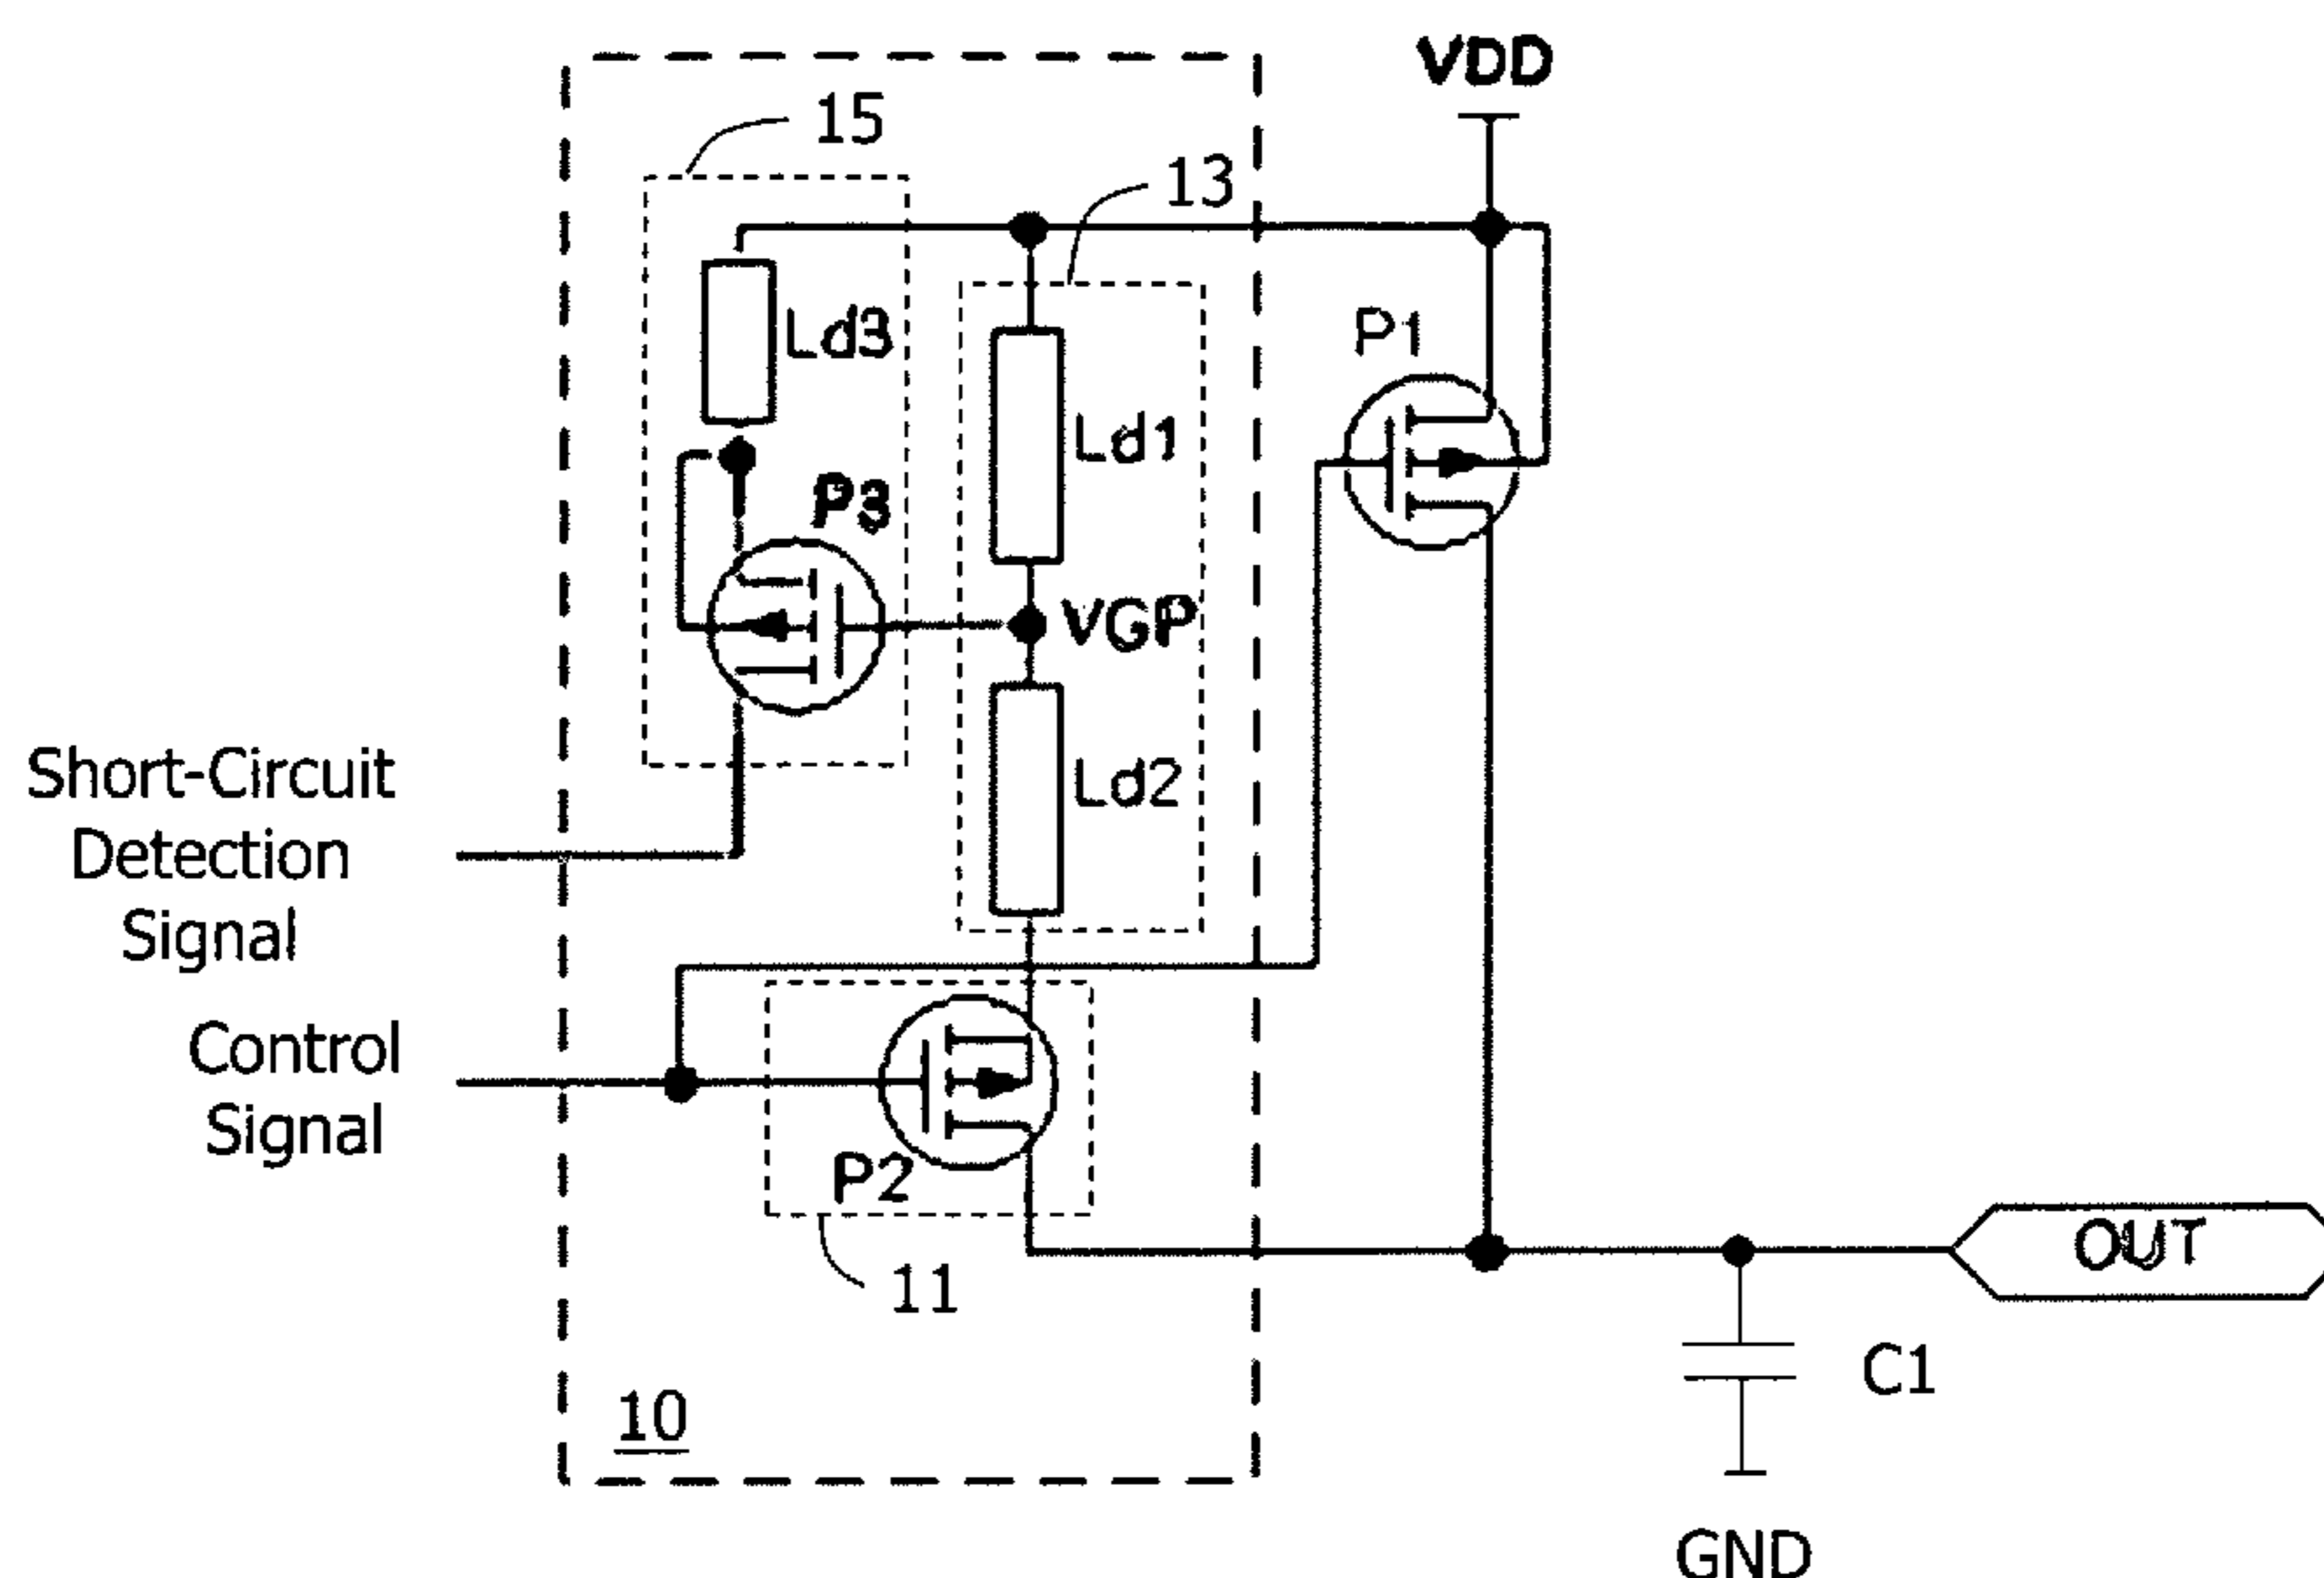 VDD
15
13
Ld3
P1
Ld1
P3
VGP
Short-Circuit
Detection
Signal
Ld2
Control
Signal
P2
OUT
11
C1
10
GND